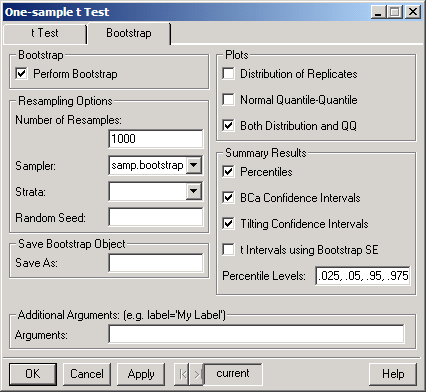 One-sample t Test
t Test
Bootstrap
Bootstrap
Perform Bootstrap
Resampling Options
Number of Resamples:
1000
Sampler: samp.bootstrap
Strata:
Random Seed:
Save Bootstrap Object
Save As:
Plots
Distribution of Replicates
Normal Quantile-Quantile
Both Distribution and QQ
Summary Results
Percentiles
BCa Confidence Intervals
Tilting Confidence Intervals
t Intervals using Bootstrap SE
Percentile Levels: .025, .05, .95, .975
Additional Arguments: (e.g. label='My Label')
Arguments:
OK Cancel Apply current Help